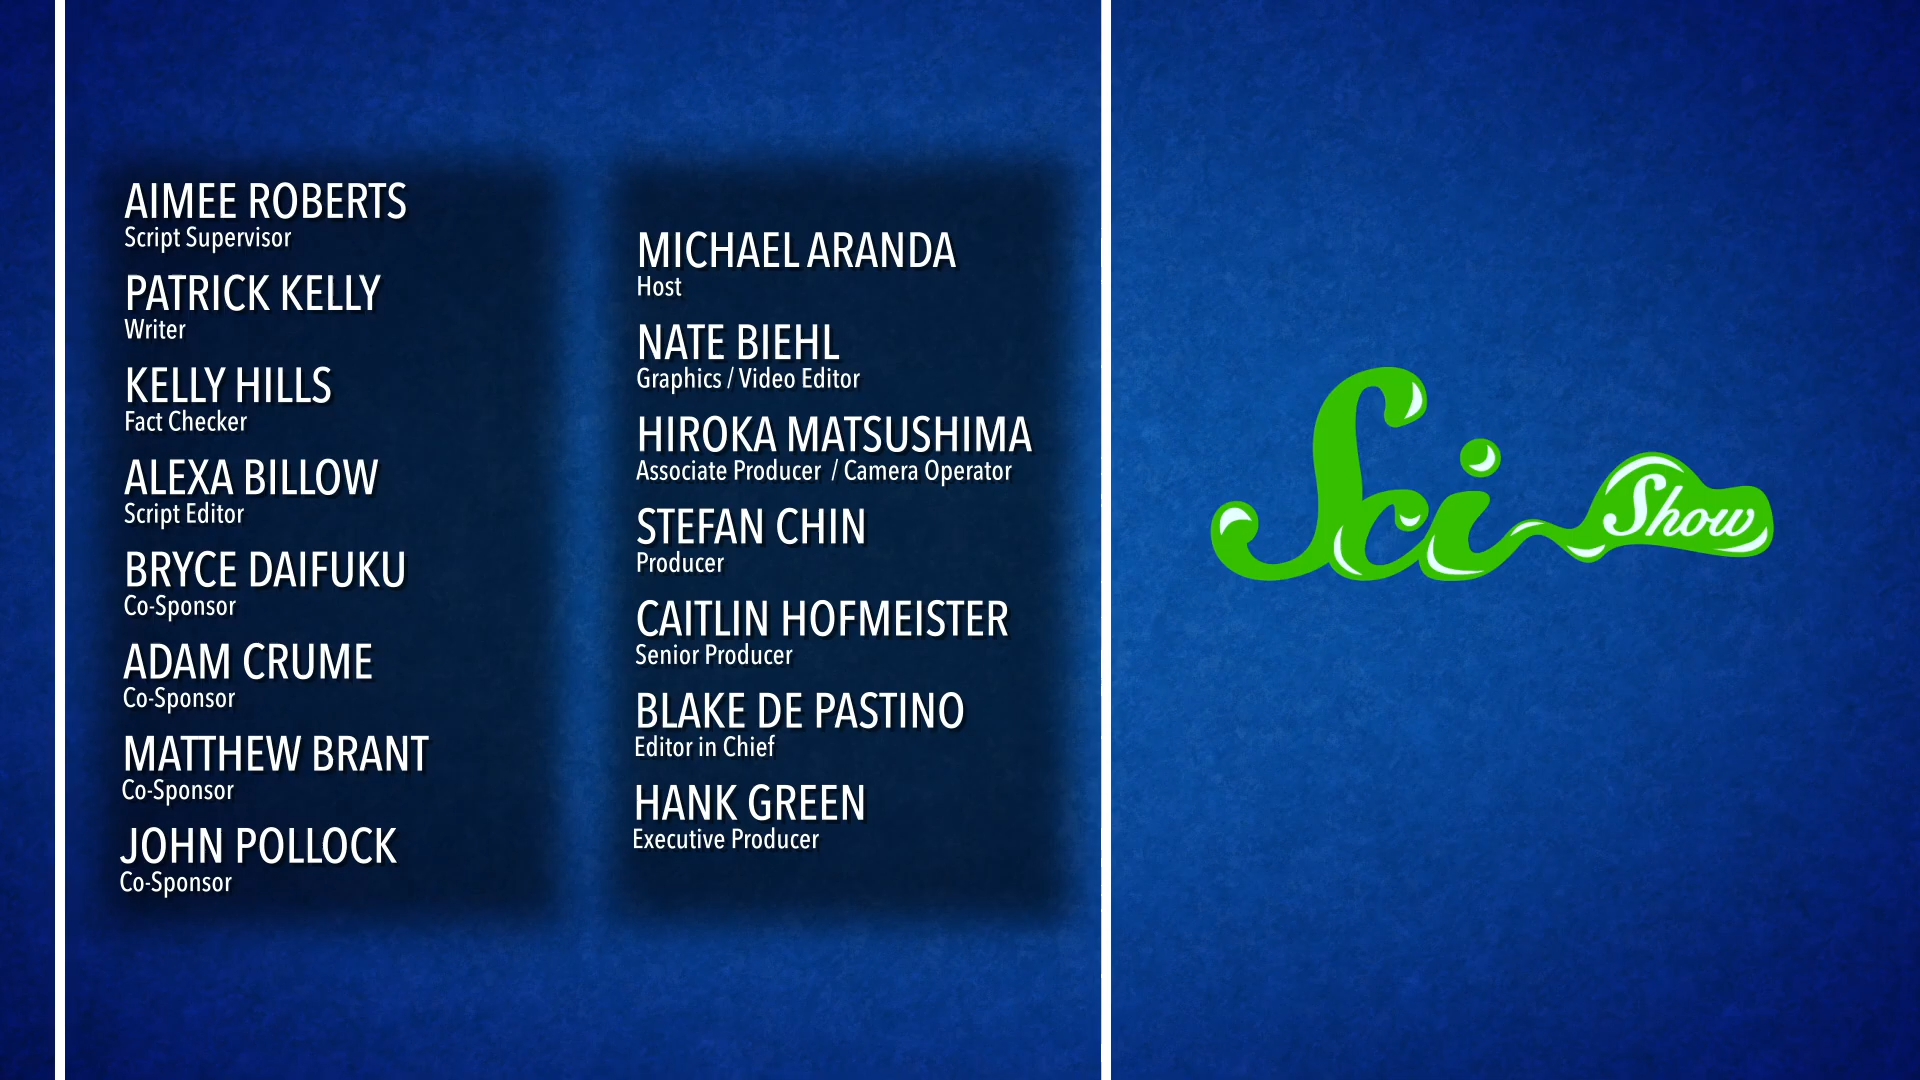 AIMEE ROBERTS
Script Supervisor
PATRICK KELLY
Writer
KELLY HILLS
Fact Checker
ALEXA BILLOW
Script Editor
BRYCE DAIFUKU
Co-Sponsor
ADAM CRUME
Co-Sponsor
MATTHEW BRANT
Co-Sponsor
JOHN POLLOCK
Co-Sponsor
MICHAEL ARANDA
Host
NATE BIEHL
Graphics / Video Editor
HIROKA MATSUSHIMA
Associate Producer / Camera Operator
STEFAN CHIN
Producer
CAITLIN HOFMEISTER
Senior Producer
BLAKE DE PASTINO
Editor in Chief
HANK GREEN
Executive Producer
Sci Show